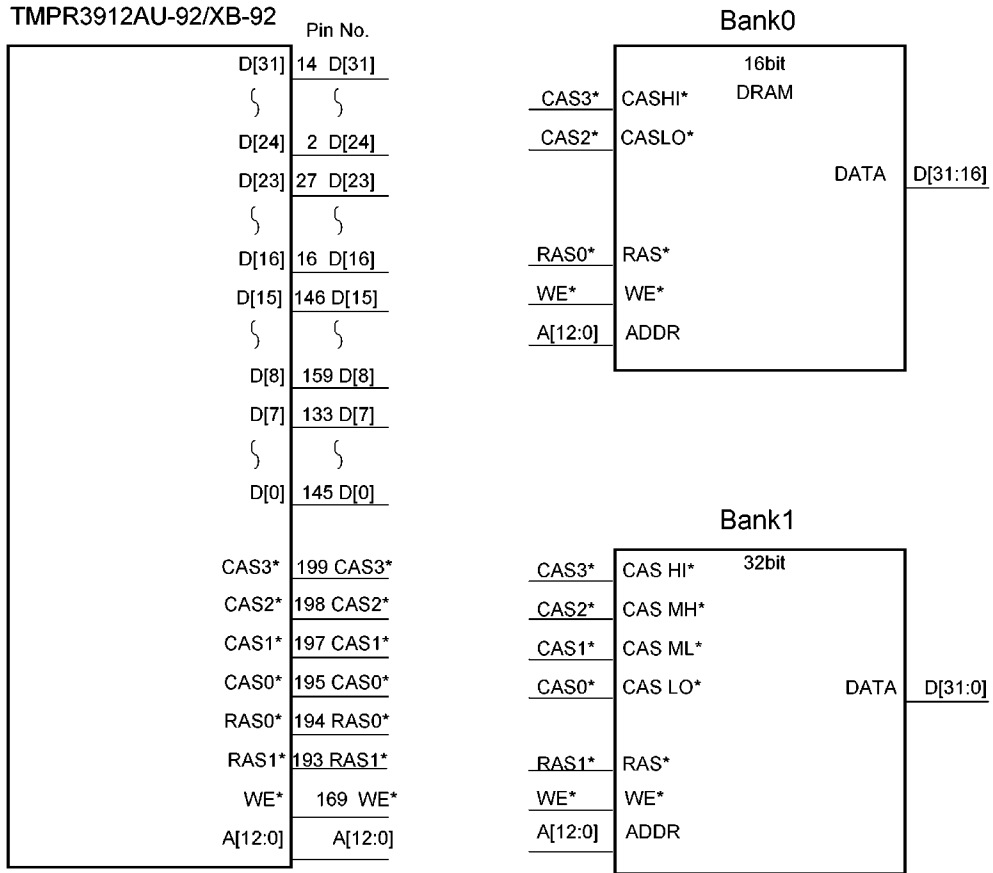 TMPR3912AU-92/XB-92
Pin No.
D[31] 14 D[31]
D[24] 2 D[24]
D[23] 27 D[23]
D[16] 16 D[16]
D[15] 146 D[15]
D[8] 159 D[8]
D[7] 133 D[7]
D[0] 145 D[0]
CAS3* 199 CAS3*
CAS2* 198 CAS2*
CAS1* 197 CAS1*
CAS0* 195 CAS0*
RAS0* 194 RAS0*
RAS1* 193 RAS1*
WE* 169 WE*
A[12:0] A[12:0]
Bank0
16bit
DRAM
CAS3* CASHI*
CAS2* CASLO*
DATA D[31:16]
RAS0* RAS*
WE* WE*
A[12:0] ADDR
Bank1
32bit
CAS3* CAS HI*
CAS2* CAS MH*
CAS1* CAS ML*
CAS0* CAS LO*
DATA D[31:0]
RAS1* RAS*
WE* WE*
A[12:0] ADDR